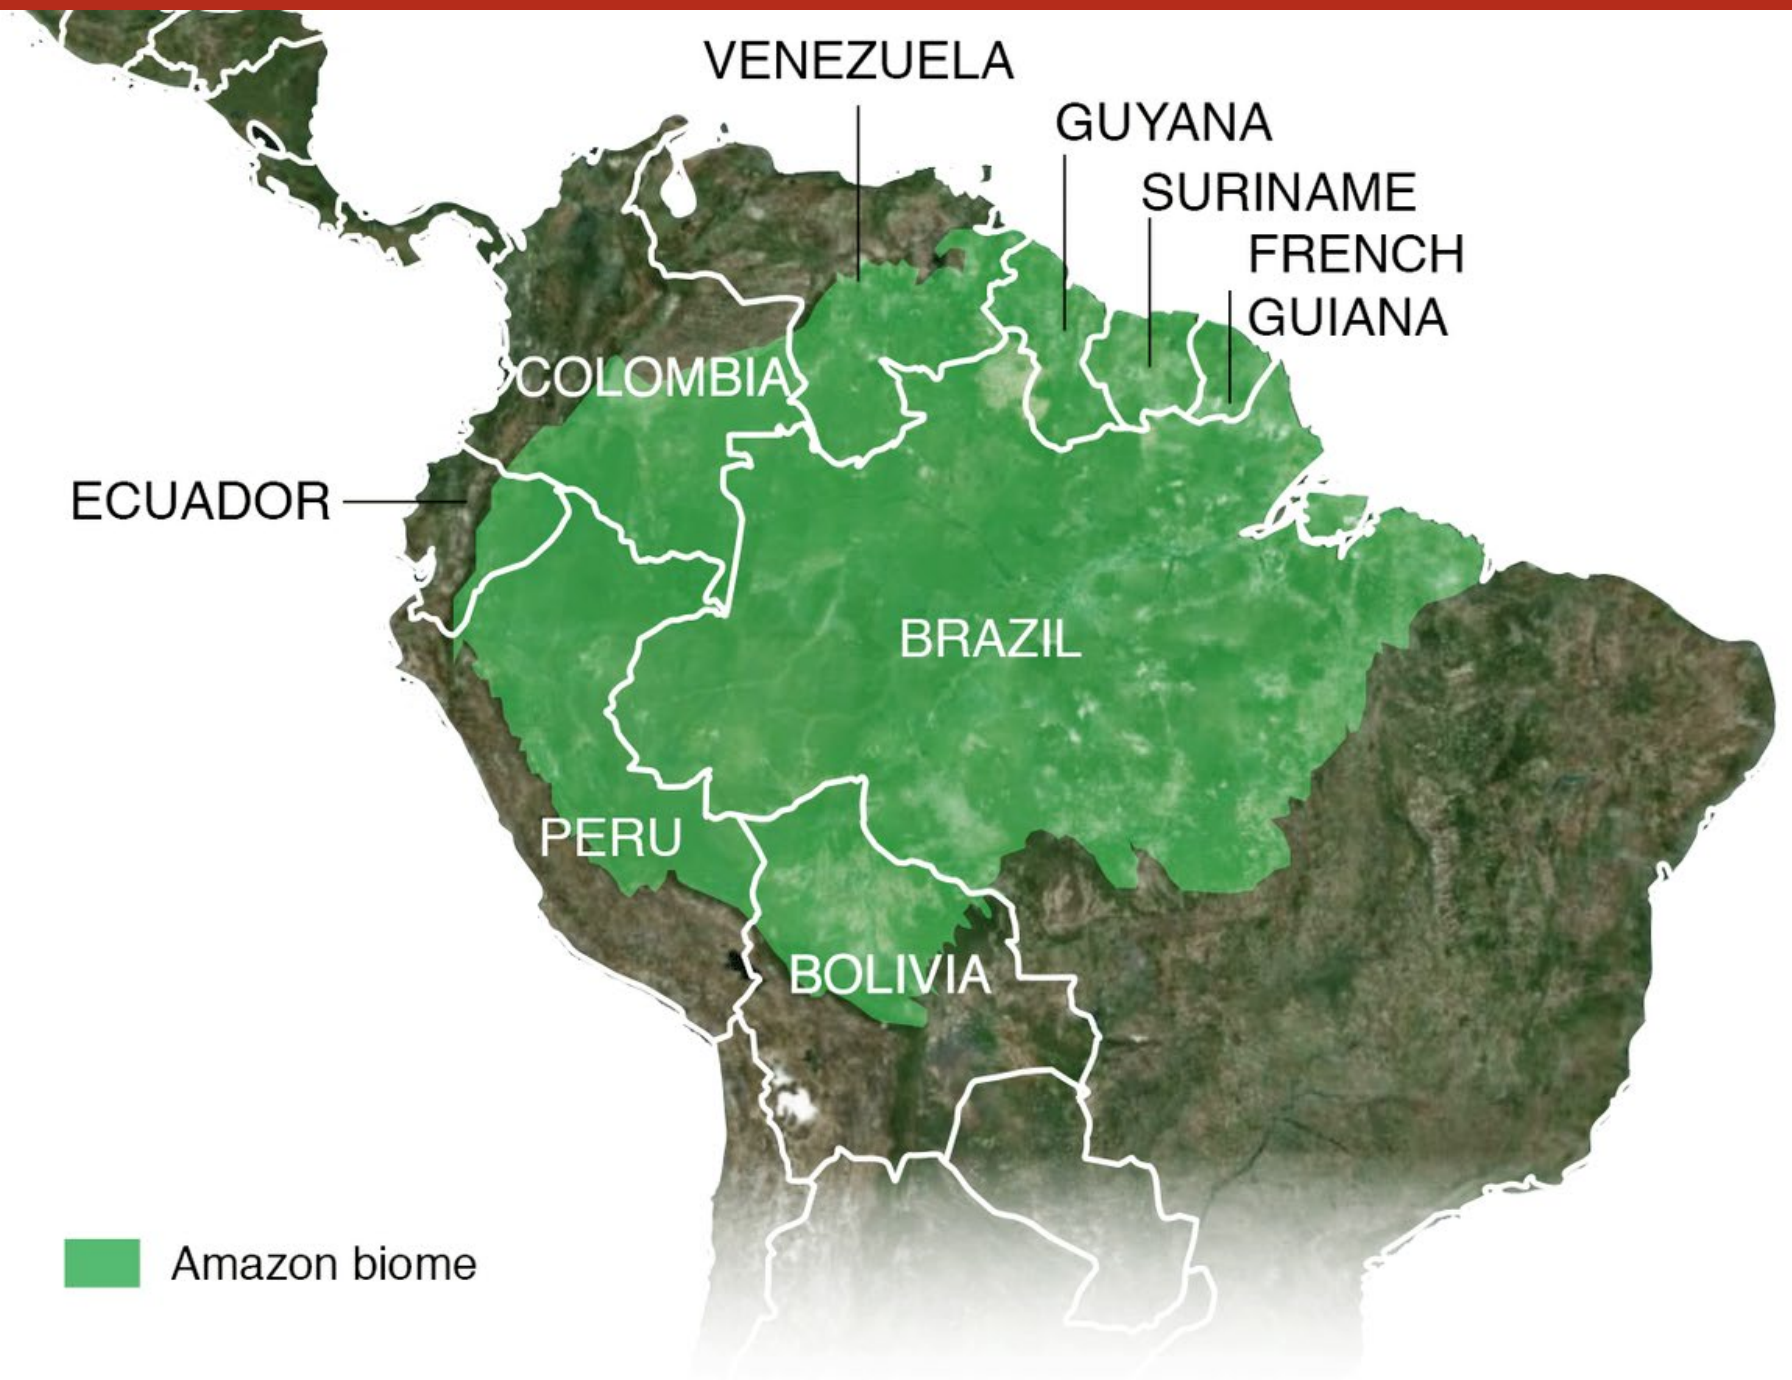 VENEZUELA
GUYANA
SURINAME
FRENCH
GUIANA
COLOMBIA
ECUADOR
BRAZIL
PERU
BOLIVIA
Amazon biome